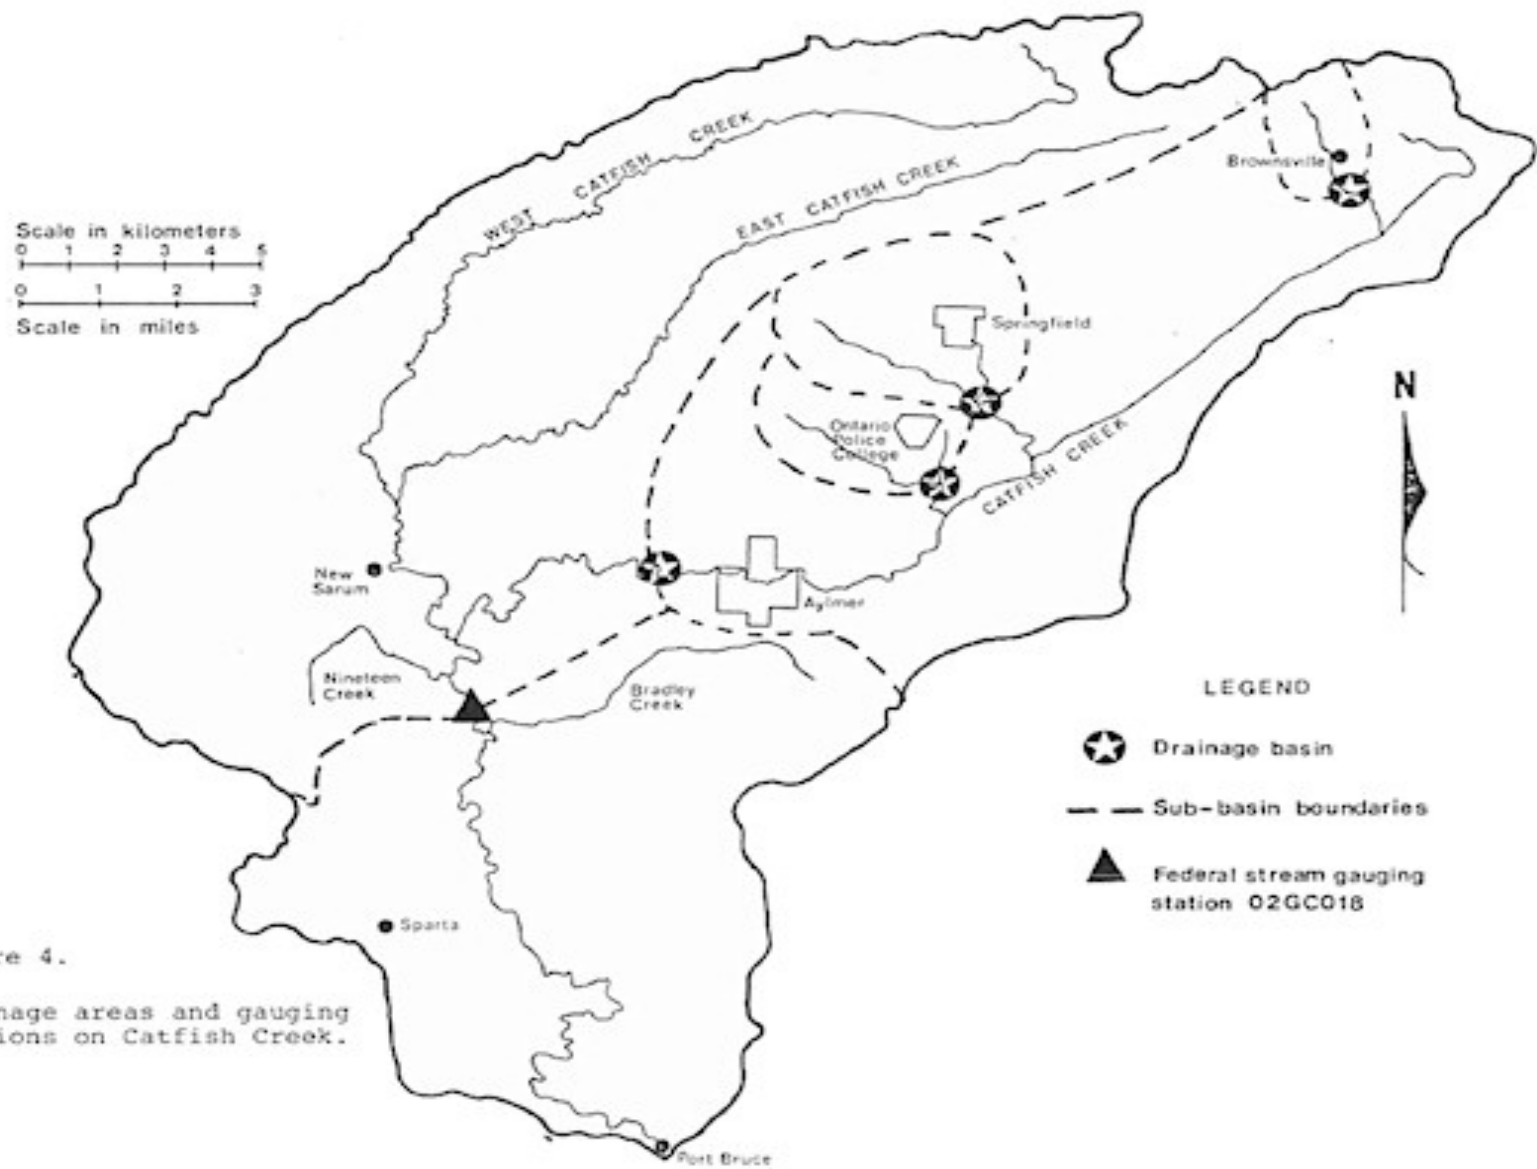 WEST CATFISH CREEK
EAST CATFISH CREEK
Brownsville
Scale in kilometers
0 1 2 3 4 5
0 1 2 3
Scale in miles
Springfield
N
Ontario
Police
College
CATFISH CREEK
New
Sarum
Aylmer
Nineteen
Creek
Bradley
Creek
LEGEND
Drainage basin
Sub-basin boundaries
Federal stream gauging
station 02GC018
Sparta
re 4.
nage areas and gauging
ions on Catfish Creek.
Port Bruce